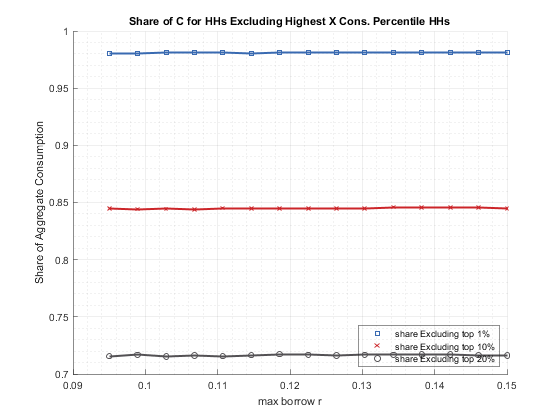 Share of C for HHs Excluding Highest X Cons. Percentile HHs
1
0.95
0.9
0.85
0.8
0.75
0.7
Share of Aggregate Consumption
share Excluding top 1%
share Excluding top 10%
share Excluding top 20%
0.09 0.1 0.11 0.12 0.13 0.14 0.15
max borrow r